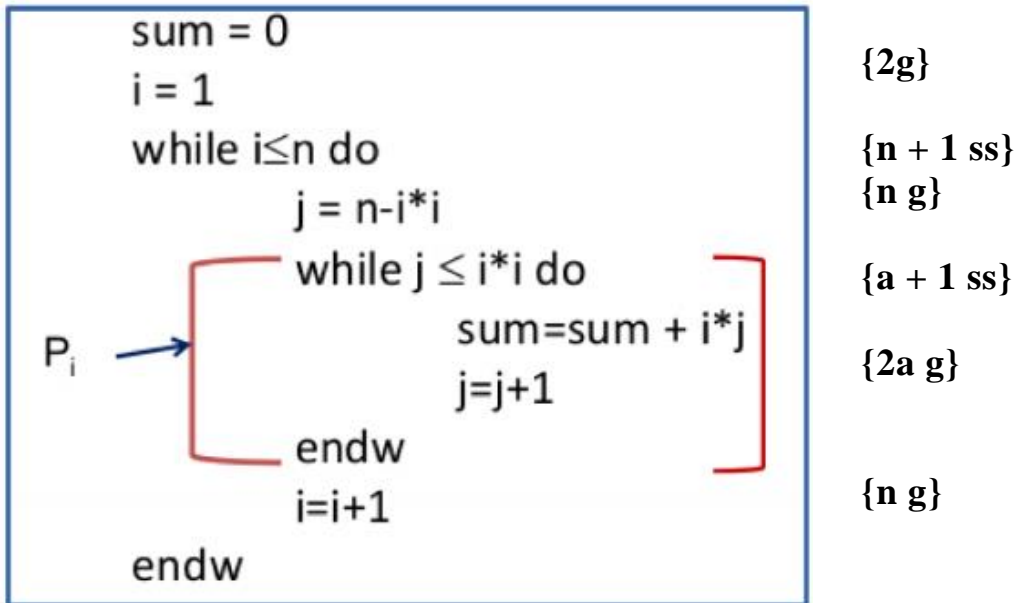 sum = 0
{2g}
i = 1
while i≤n do {n + 1 ss}
j = n-i*i {n g}
while j ≤ i*i do {a + 1 ss}
sum=sum + i*j
Pᵢ {2a g}
j=j+1
endw
i=i+1 {n g}
endw